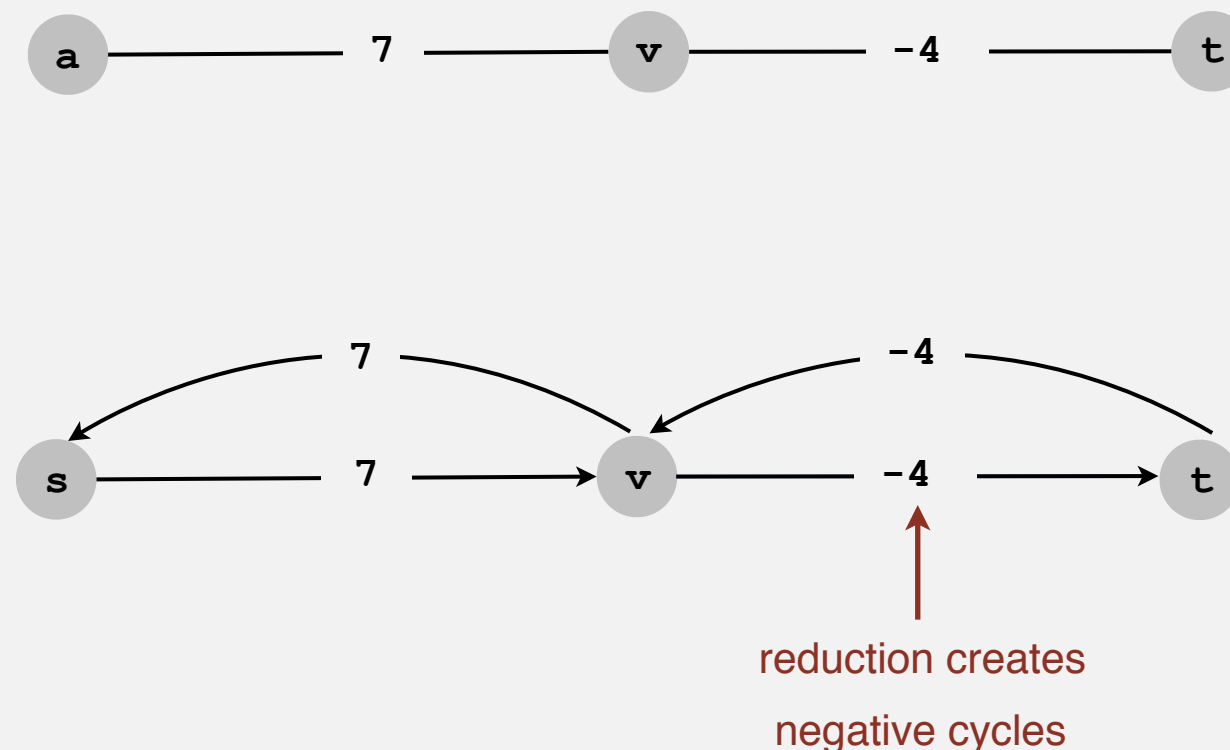 a 7 v -4 t
7 -4
s 7 v -4 t
reduction creates
negative cycles